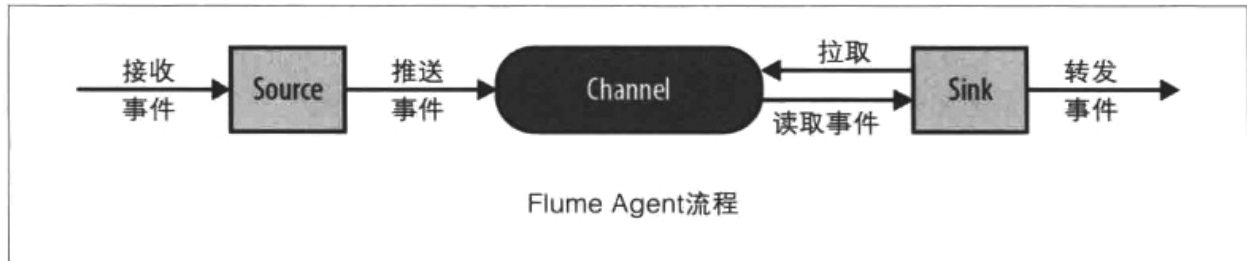 接收
事件
Source
推送
事件
Channel
拉取
读取事件
Sink
转发
事件
Flume Agent流程